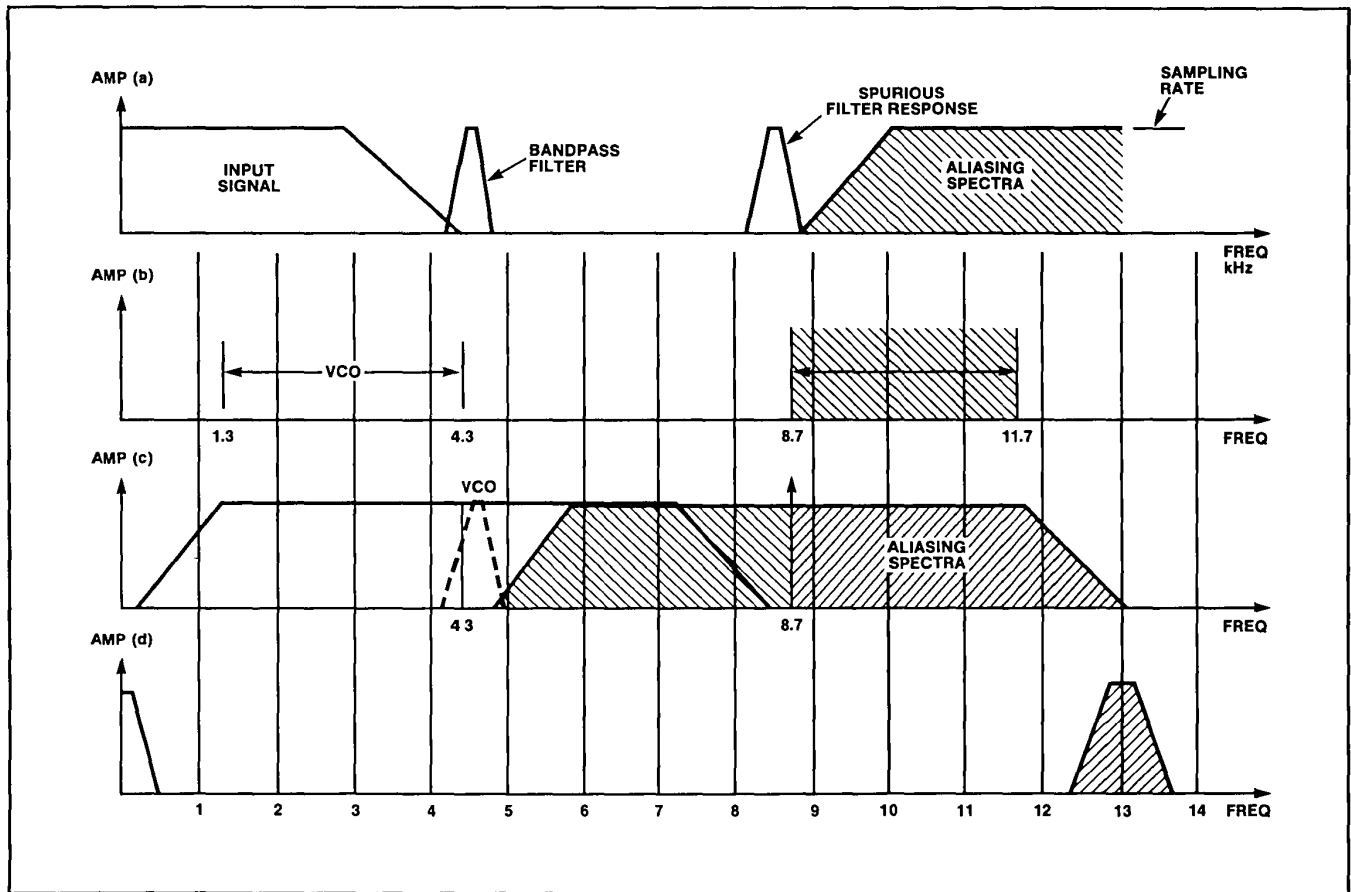 AMP (a)
INPUT
SIGNAL
BANDPASS
FILTER
SPURIOUS
FILTER RESPONSE
ALIASING
SPECTRA
SAMPLING
RATE
FREQ
kHz
AMP (b)
VCO
1.3
4.3
8.7
11.7
FREQ
AMP (c)
VCO
ALIASING
SPECTRA
4 3
8.7
FREQ
AMP (d)
1 2 3 4 5 6 7 8 9 10 11 12 13 14 FREQ